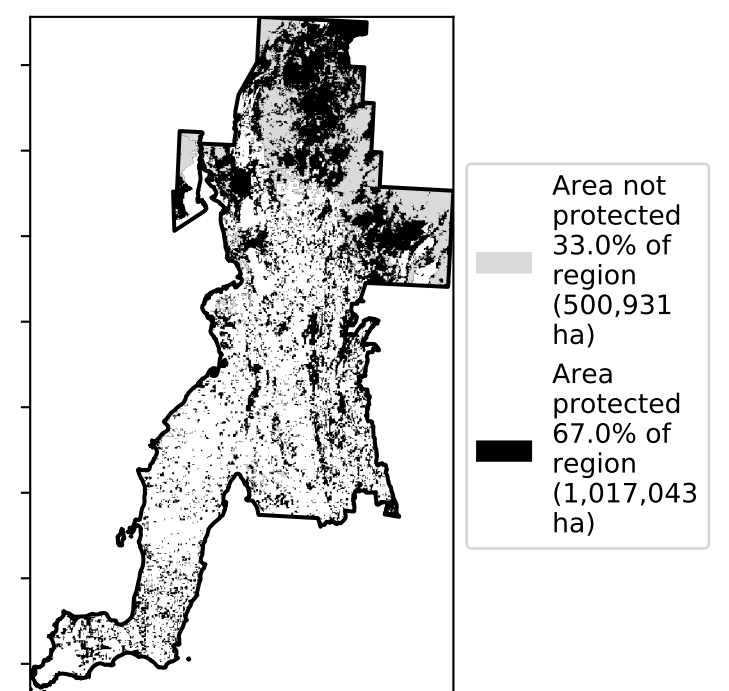 Area not
protected
33.0% of
region
(500,931
ha)
Area
protected
67.0% of
region
(1,017,043
ha)